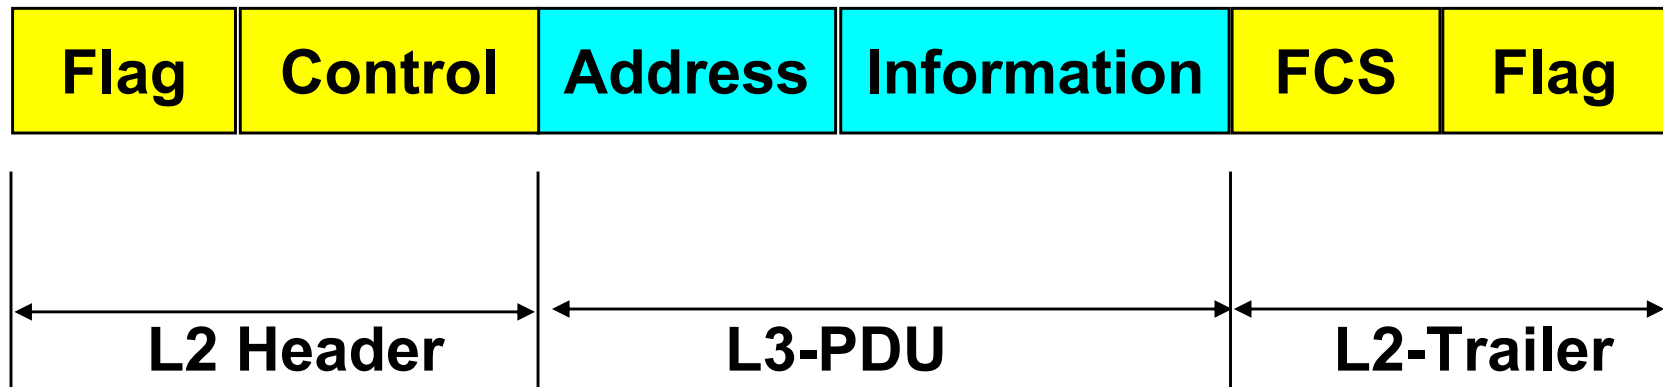 Flag Control Address Information FCS Flag
L2 Header L3-PDU L2-Trailer